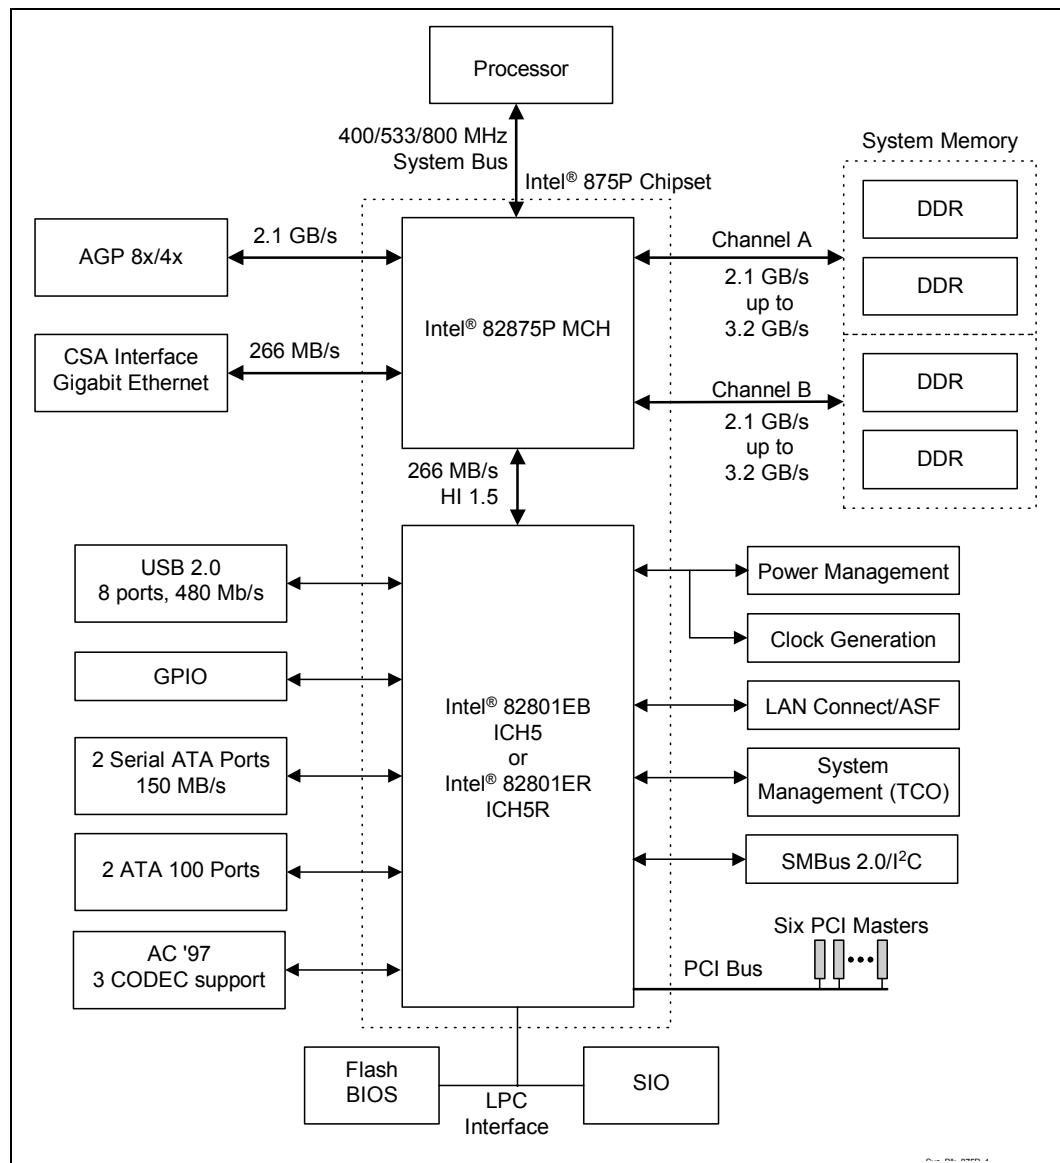 Processor
400/533/800 MHz
System Bus
Intel® 875P Chipset
System Memory
DDR
DDR
DDR
DDR
AGP 8x/4x
2.1 GB/s
CSA Interface
Gigabit Ethernet
266 MB/s
Intel® 82875P MCH
Channel A
2.1 GB/s
up to
3.2 GB/s
Channel B
2.1 GB/s
up to
3.2 GB/s
266 MB/s
HI 1.5
USB 2.0
8 ports, 480 Mb/s
GPIO
2 Serial ATA Ports
150 MB/s
2 ATA 100 Ports
AC '97
3 CODEC support
Intel® 82801EB
ICH5
or
Intel® 82801ER
ICH5R
Power Management
Clock Generation
LAN Connect/ASF
System
Management (TCO)
SMBus 2.0/I²C
Six PCI Masters
PCI Bus
Flash
BIOS
LPC
Interface
SIO